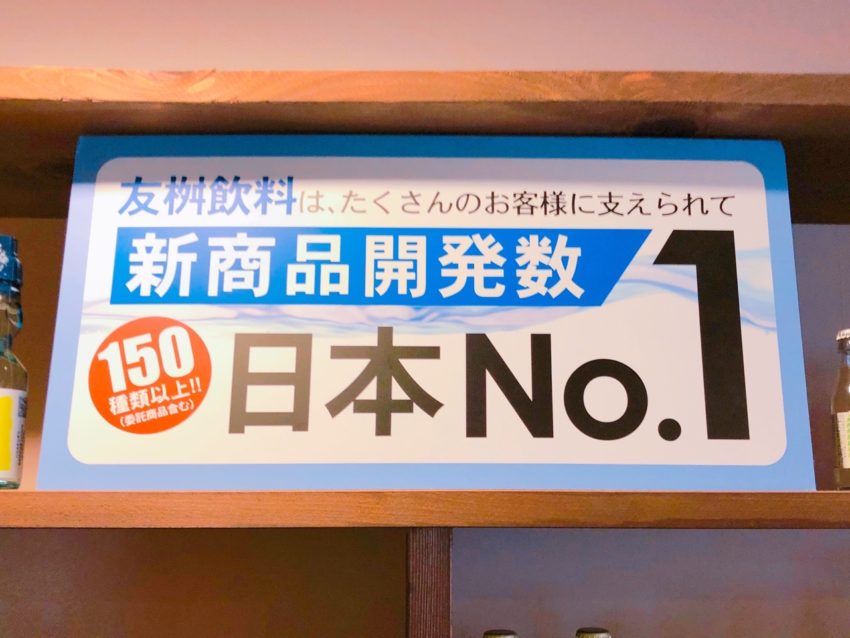 友桝飲料は、たくさんのお客様に支えられて
新商品開発数
日本No.1
150
種類以上!!
(委託商品含む)